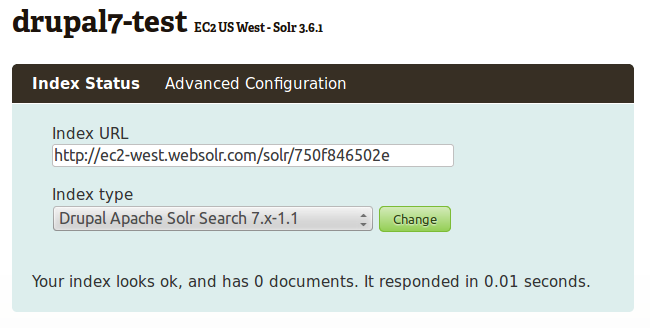 drupal7-test EC2 US West - Solr 3.6.1
Index Status Advanced Configuration
Index URL
http://ec2-west.websolr.com/solr/750f846502e
Index type
Drupal Apache Solr Search 7.x-1.1 Change
Your index looks ok, and has 0 documents. It responded in 0.01 seconds.